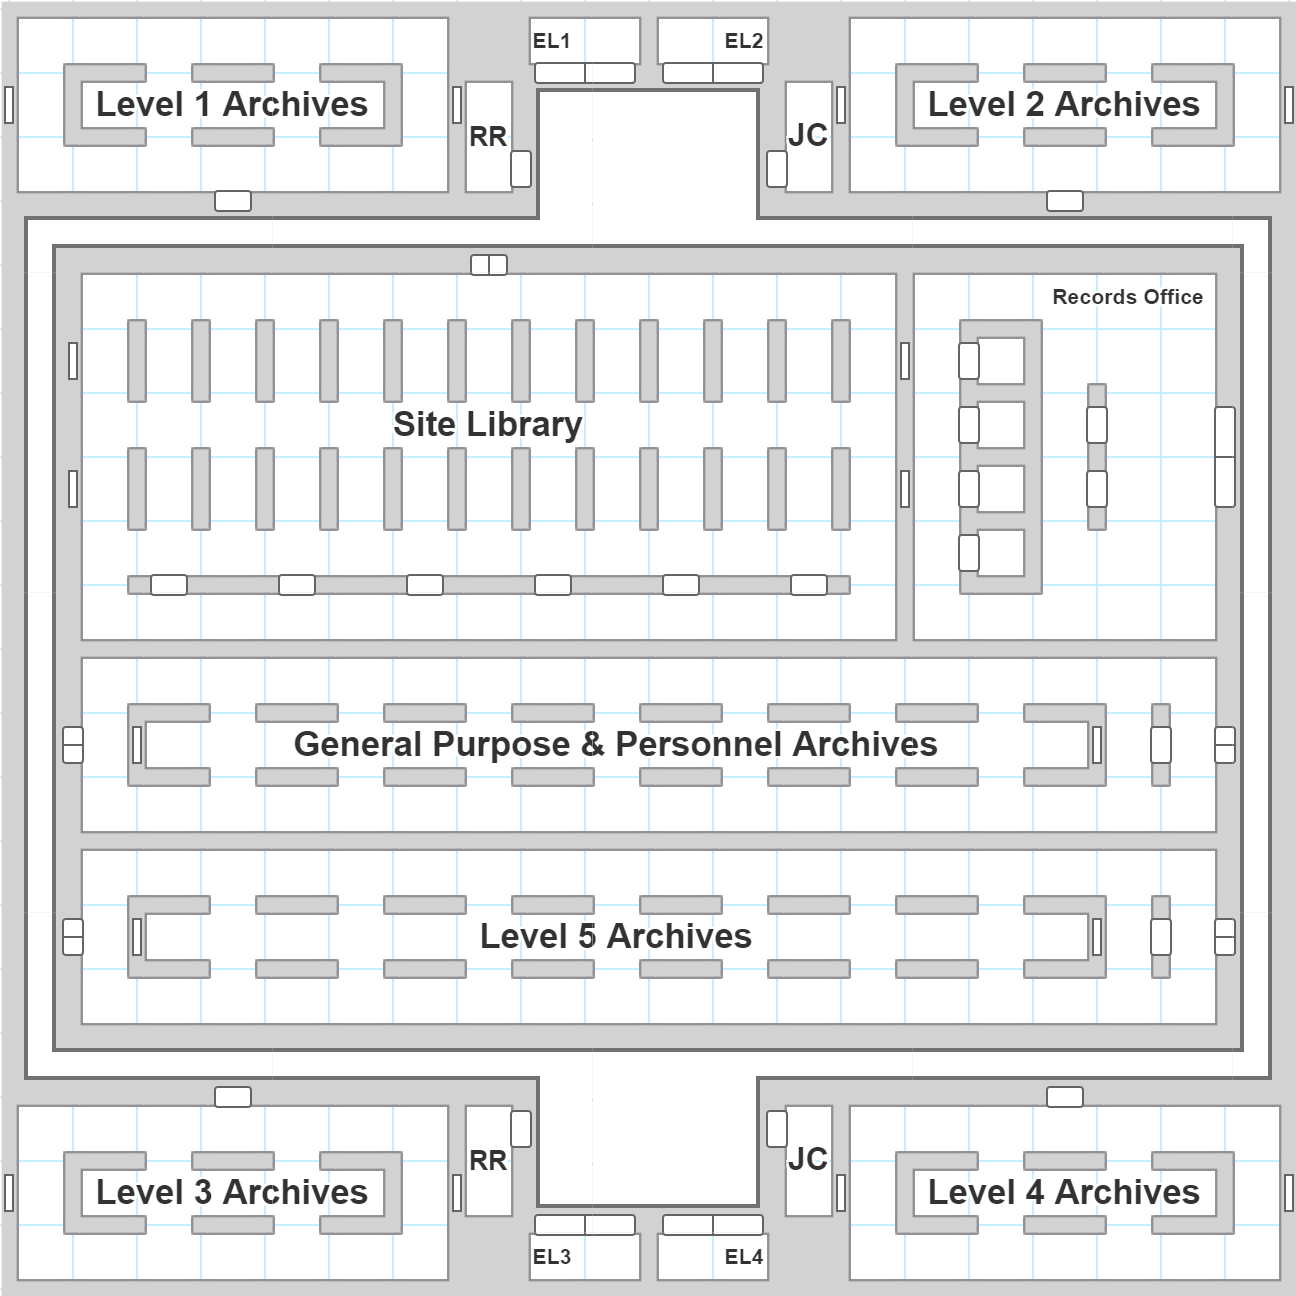 EL1
EL2
Level 1 Archives
Level 2 Archives
RR
JC
Records Office
Site Library
General Purpose & Personnel Archives
Level 5 Archives
RR
JC
Level 3 Archives
Level 4 Archives
EL3
EL4